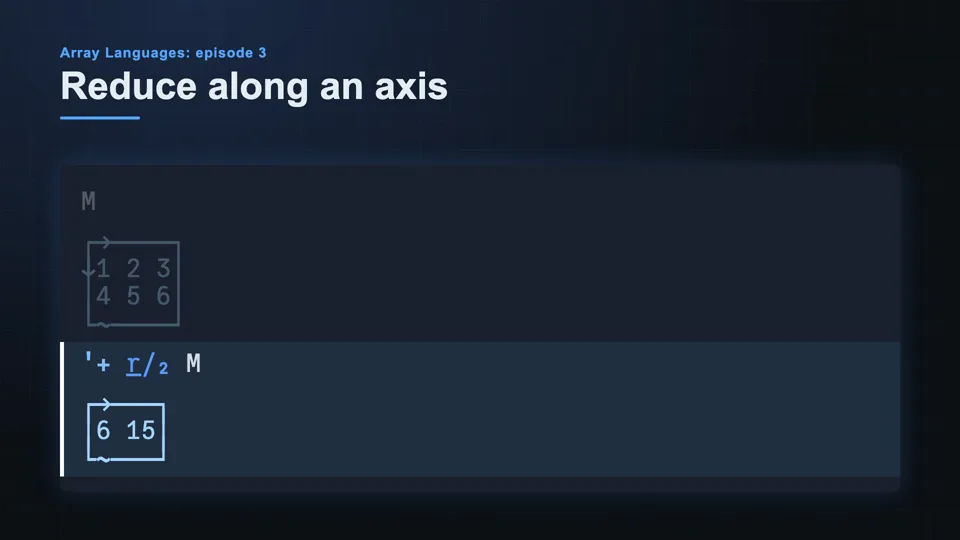 Array Languages: episode 3
Reduce along an axis
M
1 2 3
4 5 6
'+ r̲/₂ M
6 15